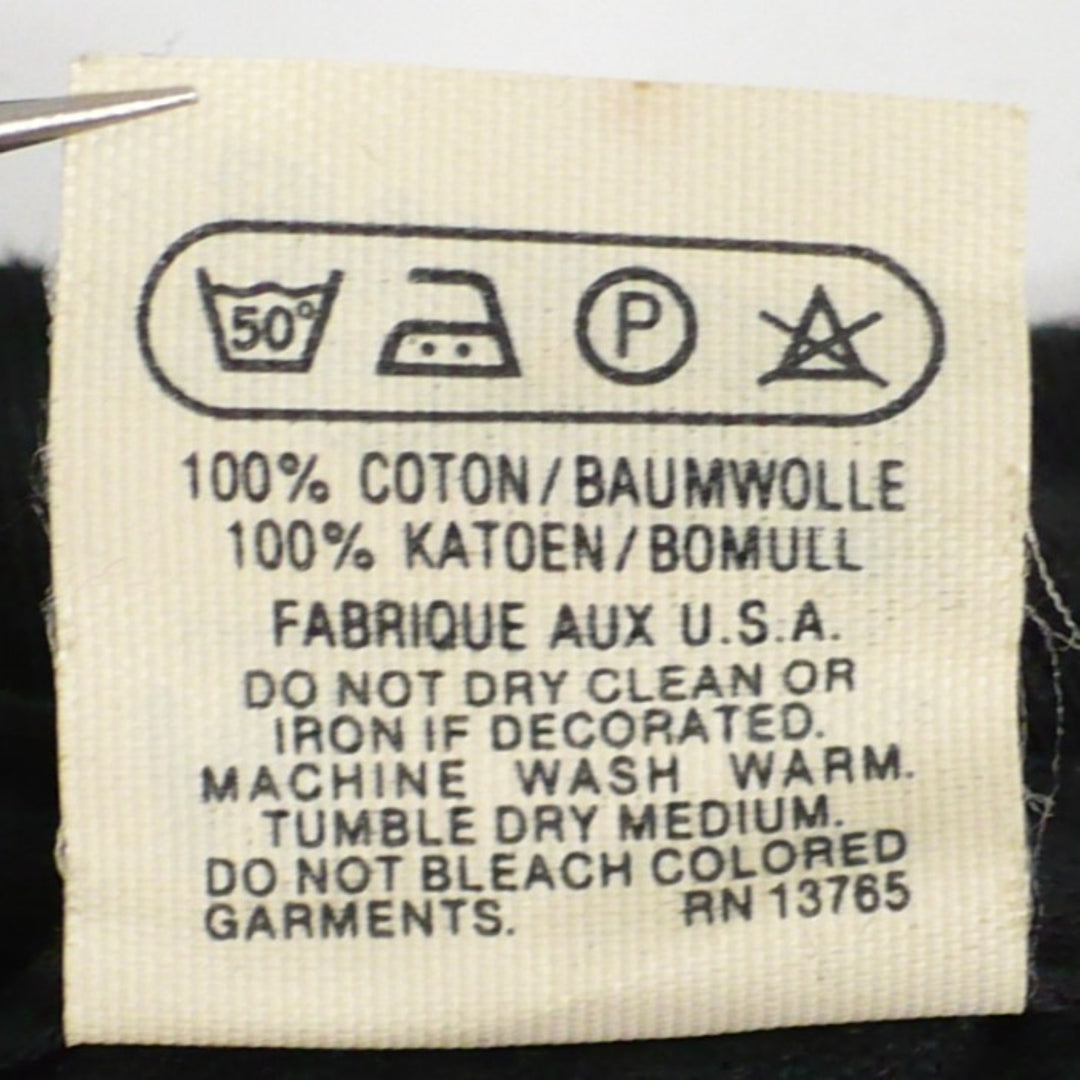 50°
P
100% COTON/BAUMWOLLE
100% KATOEN/BOMULL
FABRIQUE AUX U.S.A.
DO NOT DRY CLEAN OR
IRON IF DECORATED.
MACHINE WASH WARM.
TUMBLE DRY MEDIUM.
DO NOT BLEACH COLORED
GARMENTS. RN 13765